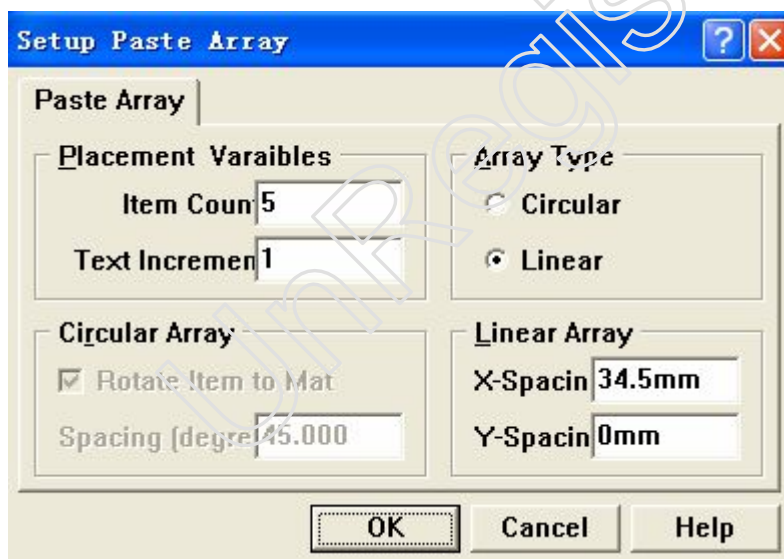 Setup Paste Array
Paste Array
Placement Varaibles
Item Coun 5
Text Incremen 1
Array Type
Circular
Linear
Circular Array
Rotate Item to Mat
Spacing (degre 45.000
Linear Array
X-Spacin 34.5mm
Y-Spacin 0mm
OK Cancel Help
UnRegis